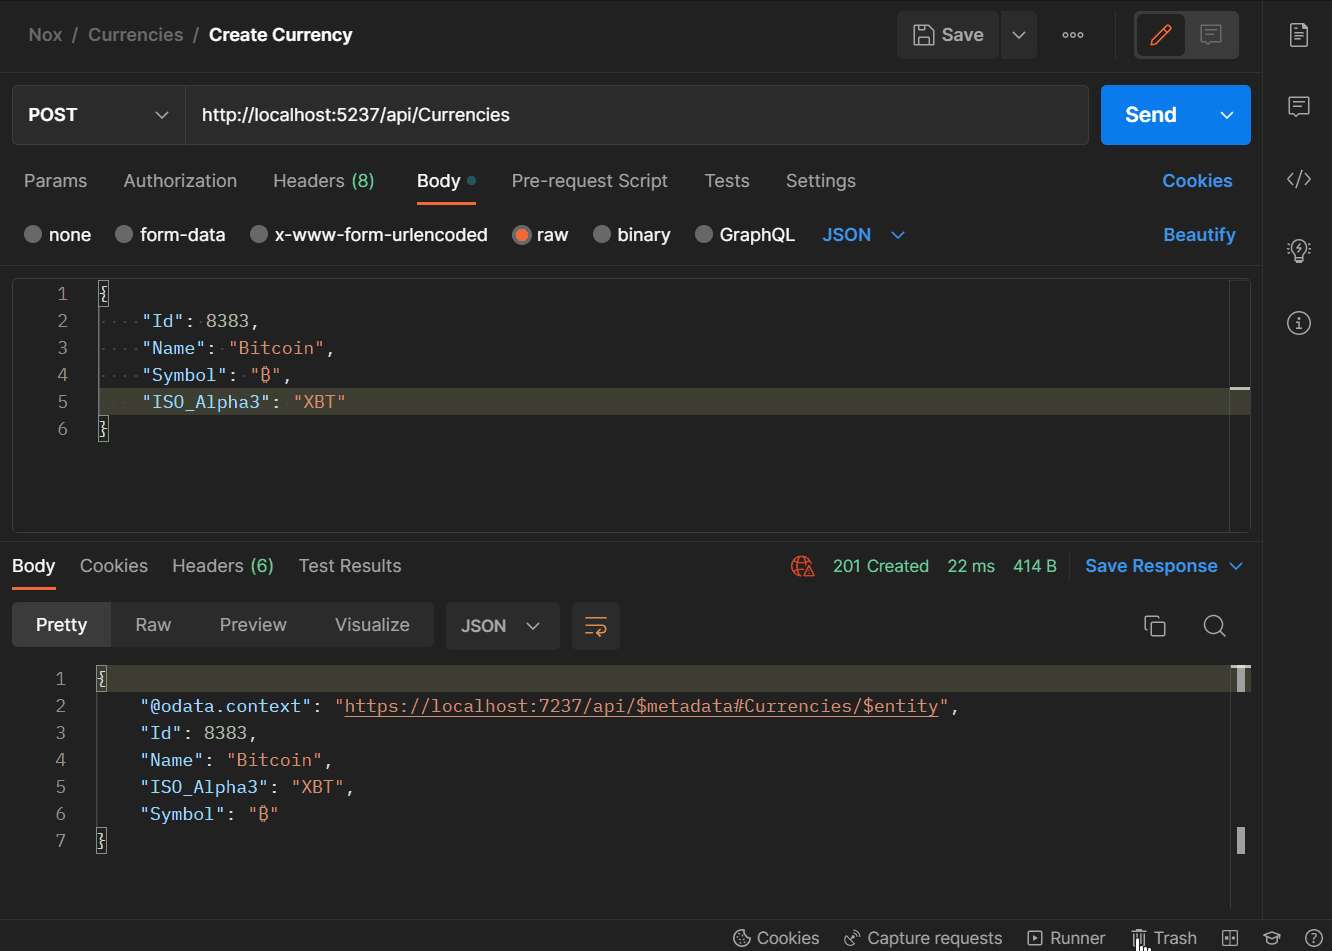 Nox / Currencies / Create Currency
Save
POST http://localhost:5237/api/Currencies Send
Params Authorization Headers (8) Body Pre-request Script Tests Settings Cookies
none form-data x-www-form-urlencoded raw binary GraphQL JSON Beautify
1 {
2 "Id": 8383,
3 "Name": "Bitcoin",
4 "Symbol": "₿",
5 "ISO_Alpha3": "XBT"
6 }
Body Cookies Headers (6) Test Results 201 Created 22 ms 414 B Save Response
Pretty Raw Preview Visualize JSON
1 {
2 "@odata.context": "https://localhost:7237/api/$metadata#Currencies/$entity",
3 "Id": 8383,
4 "Name": "Bitcoin",
5 "ISO_Alpha3": "XBT",
6 "Symbol": "₿"
7 }
Cookies Capture requests Runner Trash